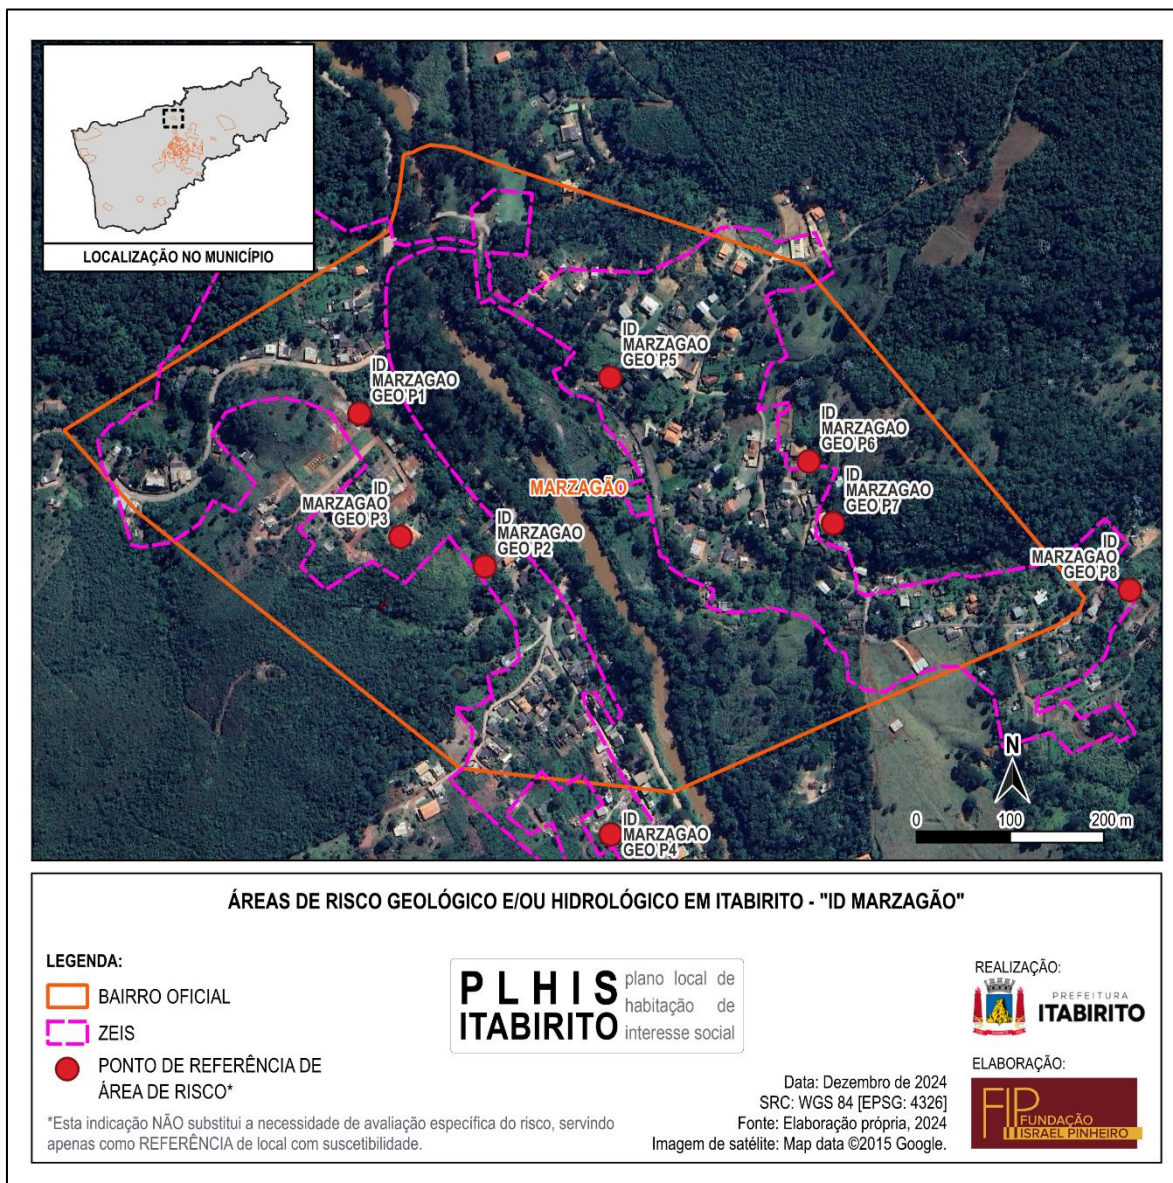 LOCALIZAÇÃO NO MUNICÍPIO
ID
MARZAGAO
GEO P5
ID
MARZAGAO
GEO P1
ID
MARZAGAO
GEO P6
MARZAGÃO
ID
MARZAGAO
GEO P7
ID
MARZAGAO
GEO P3
ID
MARZAGAO
GEO P2
ID
MARZAGAO
GEO P8
ID
MARZAGAO
GEO P4
N
0 100 200 m
ÁREAS DE RISCO GEOLÓGICO E/OU HIDROLÓGICO EM ITABIRITO - "ID MARZAGÃO"
LEGENDA:
BAIRRO OFICIAL
ZEIS
PONTO DE REFERÊNCIA DE
ÁREA DE RISCO*
*Esta indicação NÃO substitui a necessidade de avaliação específica do risco, servindo
apenas como REFERÊNCIA de local com suscetibilidade.
PLHIS
ITABIRITO
plano local de
habitação de
interesse social
Data: Dezembro de 2024
SRC: WGS 84 [EPSG: 4326]
Fonte: Elaboração própria, 2024
Imagem de satélite: Map data ©2015 Google.
REALIZAÇÃO:
PREFEITURA
ITABIRITO
ELABORAÇÃO:
FIP
FUNDAÇÃO
ISRAEL PINHEIRO